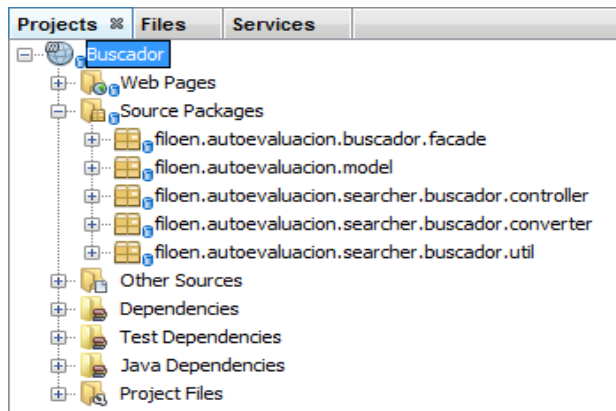 Projects Files Services
Buscador
Web Pages
Source Packages
filoen.autoevaluacion.buscador.facade
filoen.autoevaluacion.model
filoen.autoevaluacion.searcher.buscador.controller
filoen.autoevaluacion.searcher.buscador.converter
filoen.autoevaluacion.searcher.buscador.util
Other Sources
Dependencies
Test Dependencies
Java Dependencies
Project Files